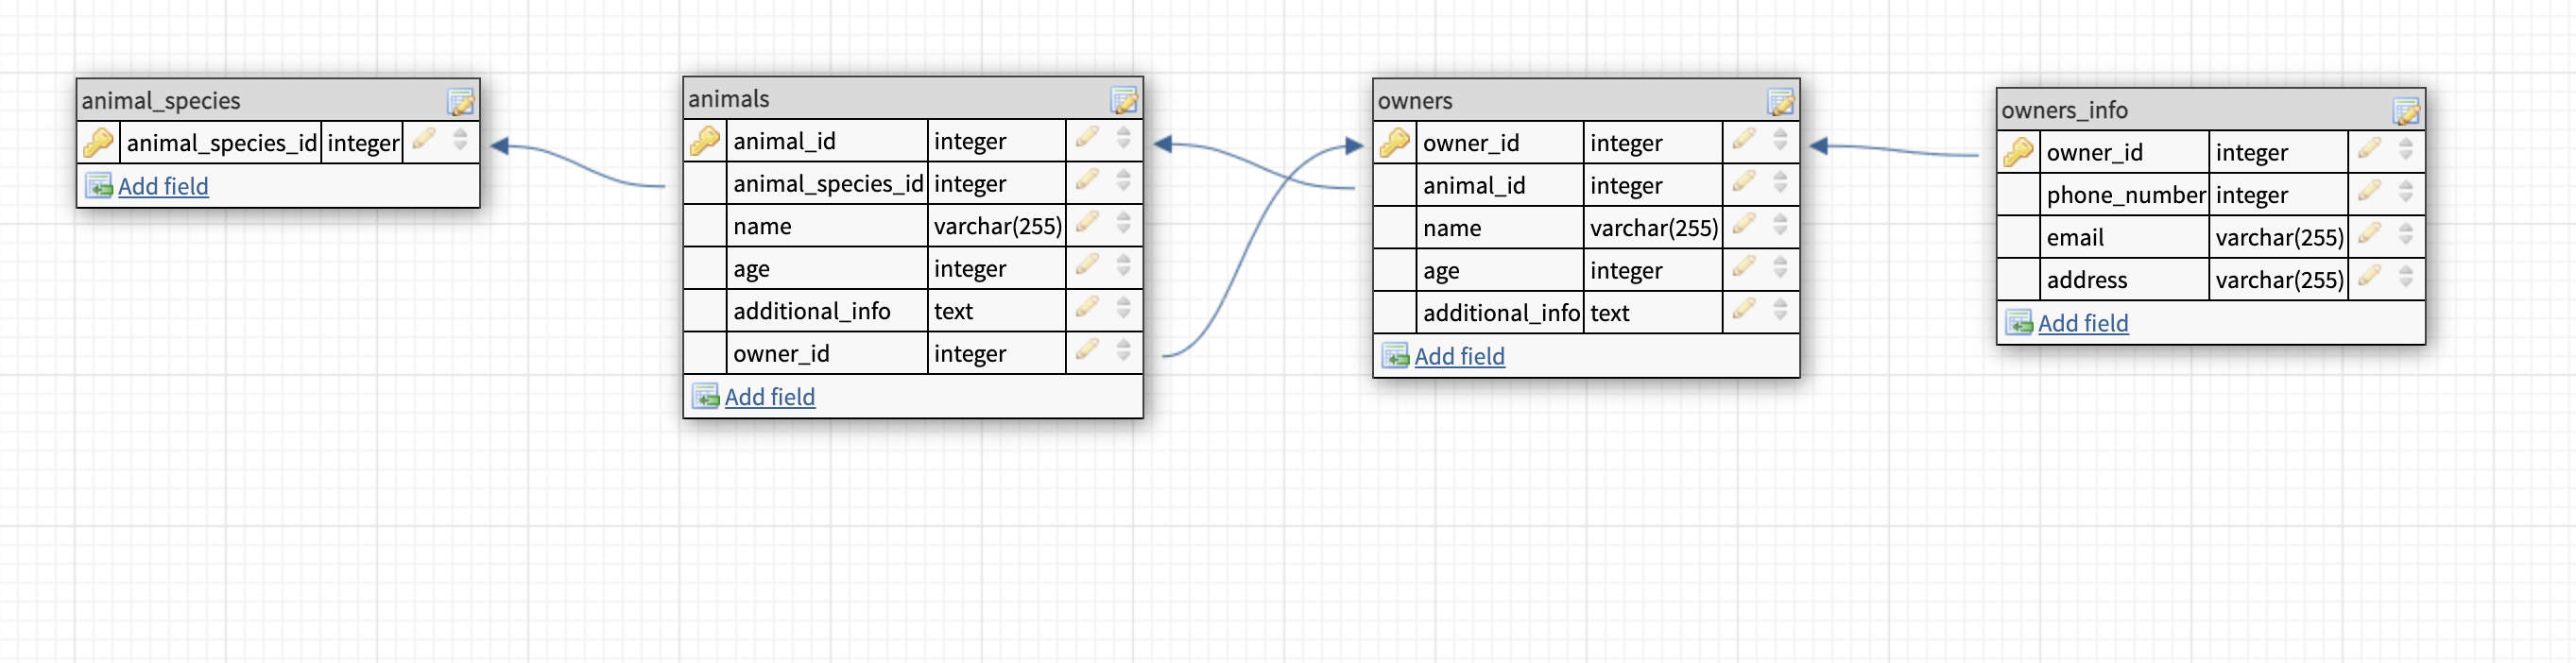 animal_species
animal_species_id integer
Add field
animals
animal_id integer
animal_species_id integer
name varchar(255)
age integer
additional_info text
owner_id integer
Add field
owners
owner_id integer
animal_id integer
name varchar(255)
age integer
additional_info text
Add field
owners_info
owner_id integer
phone_number integer
email varchar(255)
address varchar(255)
Add field